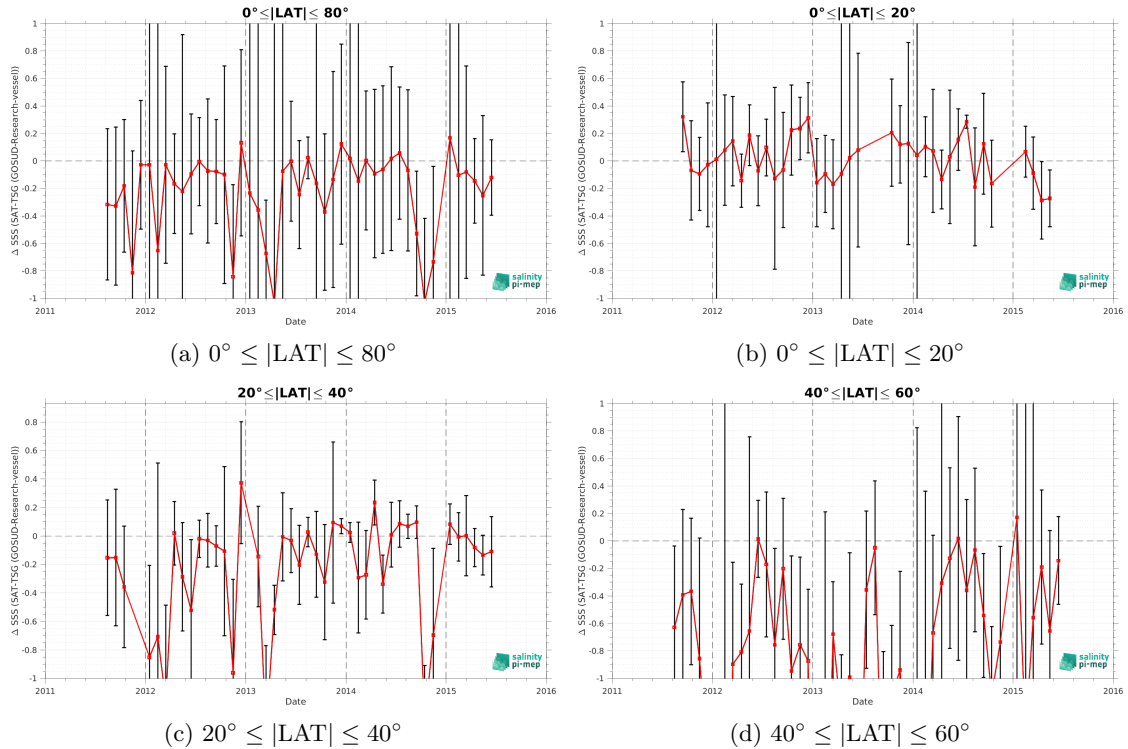 0°≤|LAT|≤ 80°
Δ SSS (SAT-TSG (GOSUD-Research-vessel))
1
0.8
0.6
0.4
0.2
0
-0.2
-0.4
-0.6
-0.8
-1
2011
2012
2013
2014
2015
2016
Date
salinity
pi-mep
(a) 0° ≤ |LAT| ≤ 80°
0°≤|LAT|≤ 20°
Δ SSS (SAT-TSG (GOSUD-Research-vessel))
1
0.8
0.6
0.4
0.2
0
-0.2
-0.4
-0.6
-0.8
-1
2011
2012
2013
2014
2015
2016
Date
salinity
pi-mep
(b) 0° ≤ |LAT| ≤ 20°
20°≤|LAT|≤ 40°
Δ SSS (SAT-TSG (GOSUD-Research-vessel))
0.8
0.6
0.4
0.2
0
-0.2
-0.4
-0.6
-0.8
-1
2011
2012
2013
2014
2015
2016
Date
salinity
pi-mep
(c) 20° ≤ |LAT| ≤ 40°
40°≤|LAT|≤ 60°
Δ SSS (SAT-TSG (GOSUD-Research-vessel))
1
0.8
0.6
0.4
0.2
0
-0.2
-0.4
-0.6
-0.8
-1
2011
2012
2013
2014
2015
2016
Date
salinity
pi-mep
(d) 40° ≤ |LAT| ≤ 60°